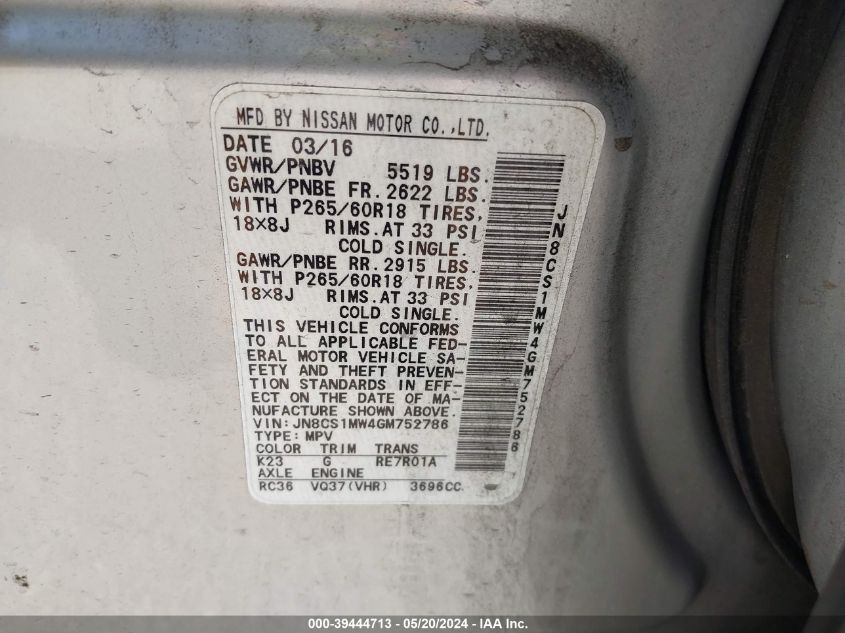 MFD BY NISSAN MOTOR CO.,LTD.
DATE 03/16
GVWR/PNBV 5519 LBS.
GAWR/PNBE FR. 2622 LBS.
WITH P265/60R18 TIRES,
18×8J RIMS.AT 33 PSI
COLD SINGLE.
GAWR/PNBE RR. 2915 LBS.
WITH P265/60R18 TIRES,
18×8J RIMS.AT 33 PSI
COLD SINGLE.
THIS VEHICLE CONFORMS
TO ALL APPLICABLE FED-
ERAL MOTOR VEHICLE SA-
FETY AND THEFT PREVEN-
TION STANDARDS IN EFF-
ECT ON THE DATE OF MA-
NUFACTURE SHOWN ABOVE.
VIN: JN8CS1MW4GM752786
TYPE: MPV
COLOR TRIM TRANS
K23 G RE7R01A
AXLE ENGINE
RC36 VQ37(VHR) 3696CC.
JN8CS1MW4GM752786
000-39444713 - 05/20/2024 - IAA Inc.